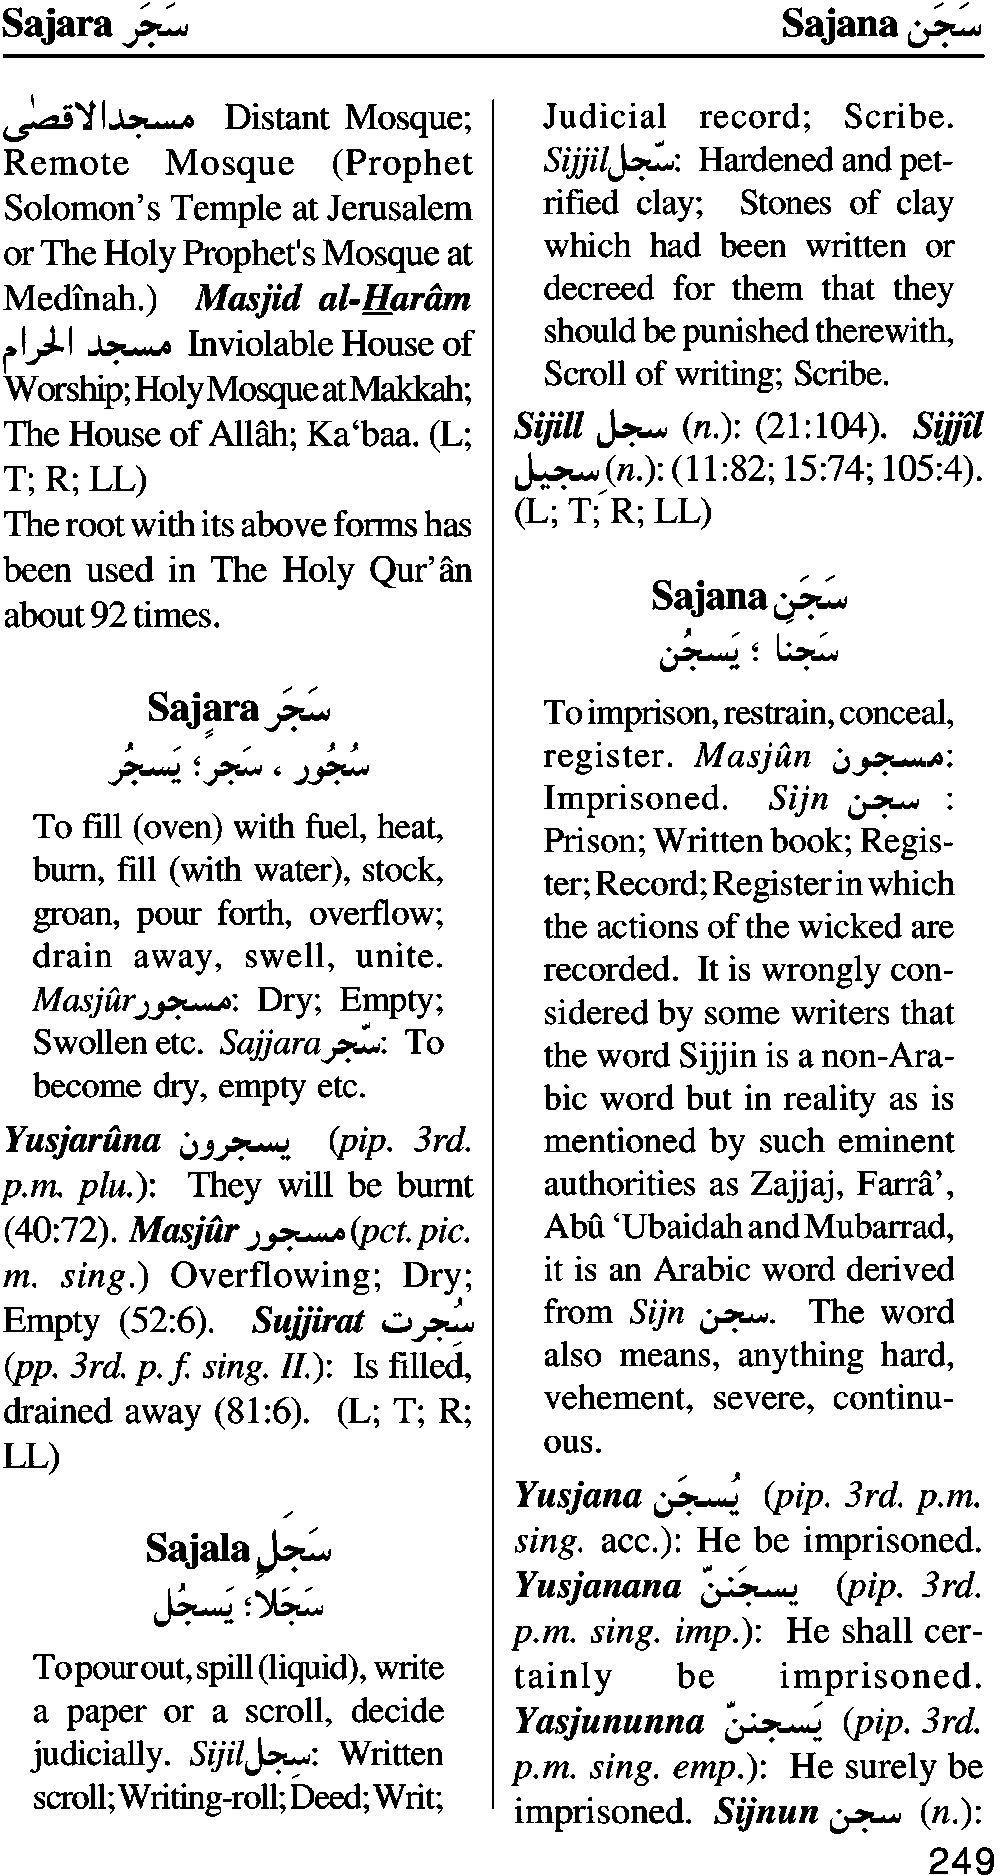 Sajara سَجَرَ
Sajana سَجَنَ
مسجدالاقصٰى Distant Mosque;
Remote Mosque (Prophet
Solomon's Temple at Jerusalem
or The Holy Prophet's Mosque at
Medînah.) Masjid al-Harâm
مسجد الحرام Inviolable House of
Worship; Holy Mosque at Makkah;
The House of Allâh; Ka‘baa. (L;
T; R; LL)
The root with its above forms has
been used in The Holy Qur’ân
about 92 times.
Sajara سَجَرَ
سُجُور ، سَجر؛ يَسجُرُ
To fill (oven) with fuel, heat,
burn, fill (with water), stock,
groan, pour forth, overflow;
drain away, swell, unite.
Masjûr مسجور: Dry; Empty;
Swollen etc. Sajjara سجّر: To
become dry, empty etc.
Yusjarûna يسجرون (pip. 3rd.
p.m. plu.): They will be burnt
(40:72). Masjûr مسجور (pct. pic.
m. sing.) Overflowing; Dry;
Empty (52:6). Sujjirat سُجِرت
(pp. 3rd. p. f. sing. II.): Is filled,
drained away (81:6). (L; T; R;
LL)
Sajala سَجَلَ
سَجَلاً؛ يَسجُل
To pour out, spill (liquid), write
a paper or a scroll, decide
judicially. Sijil سِجل: Written
scroll; Writing-roll; Deed; Writ;
Judicial record; Scribe.
Sijjil سجّل: Hardened and pet-
rified clay; Stones of clay
which had been written or
decreed for them that they
should be punished therewith,
Scroll of writing; Scribe.
Sijill سجل (n.): (21:104). Sijjîl
سجيل (n.): (11:82; 15:74; 105:4).
(L; T; R; LL)
Sajana سَجَنَ
سَجنا ؛ يَسجُن
To imprison, restrain, conceal,
register. Masjûn مسجون:
Imprisoned. Sijn سجن :
Prison; Written book; Regis-
ter; Record; Register in which
the actions of the wicked are
recorded. It is wrongly con-
sidered by some writers that
the word Sijjin is a non-Ara-
bic word but in reality as is
mentioned by such eminent
authorities as Zajjaj, Farrâ’,
Abû ‘Ubaidah and Mubarrad,
it is an Arabic word derived
from Sijn سجن. The word
also means, anything hard,
vehement, severe, continu-
ous.
Yusjana يُسجَن (pip. 3rd. p.m.
sing. acc.): He be imprisoned.
Yusjanana يسجَننّ (pip. 3rd.
p.m. sing. imp.): He shall cer-
tainly be imprisoned.
Yasjununna يَسجننّ (pip. 3rd.
p.m. sing. emp.): He surely be
imprisoned. Sijnun سجن (n.):
249